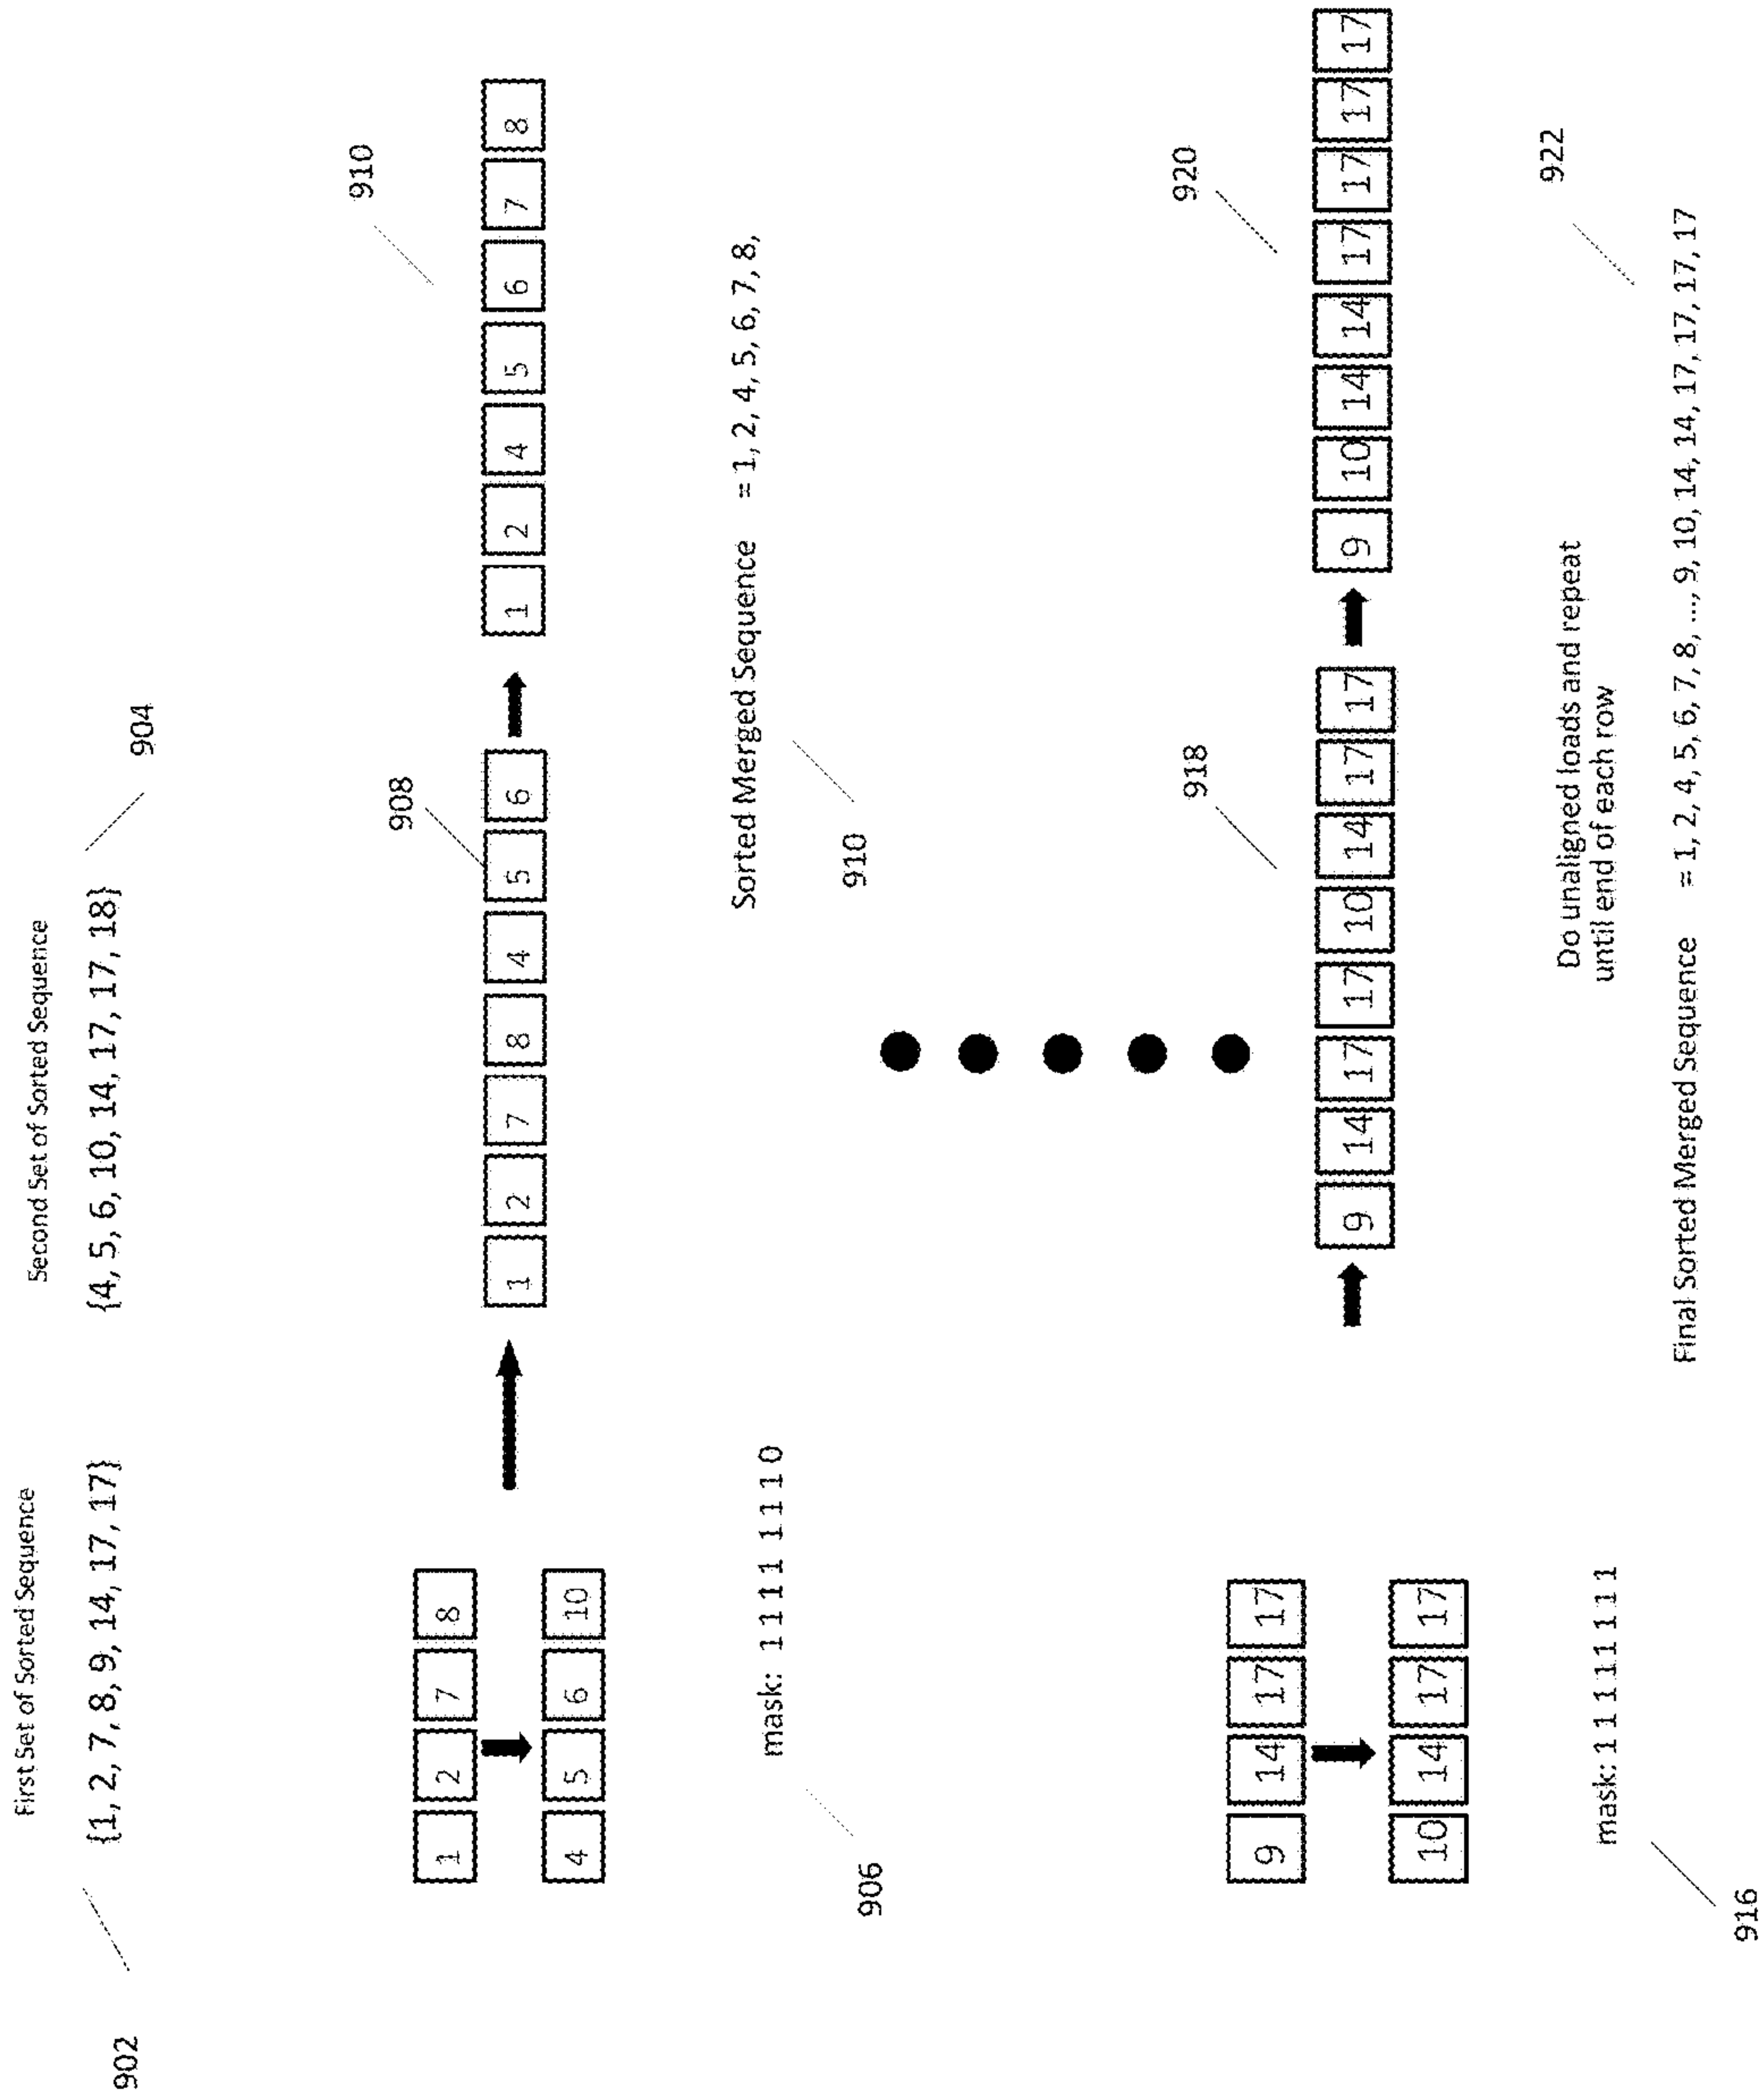 902
First Set of Sorted Sequence
{1, 2, 7, 8, 9, 14, 17, 17}
Second Set of Sorted Sequence
{4, 5, 6, 10, 14, 17, 17, 18}
904
1 2 7 8
4 5 6 10
908
1 2 7 8 4 5 6
910
1 2 4 5 6 7 8
906
mask: 1 1 1 1 1 1 1 0
Sorted Merged Sequence = 1, 2, 4, 5, 6, 7, 8,
910
9 14 17 17
10 14 17 17
918
9 14 17 17 10 14 17 17
920
9 10 14 14 17 17 17 17
916
mask: 1 1 1 1 1 1 1 1
Do unaligned loads and repeat
until end of each row
922
Final Sorted Merged Sequence = 1, 2, 4, 5, 6, 7, 8, ..., 9, 10, 14, 14, 17, 17, 17, 17